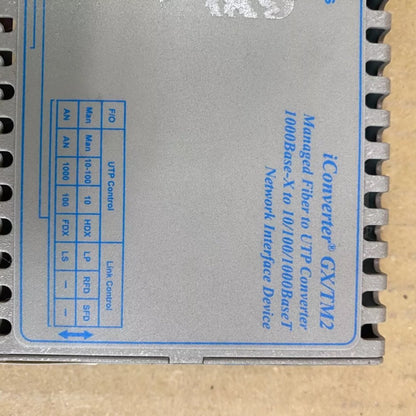 iConverter® GX/TM2
Managed Fiber to UTP Converter
1000Base-X to 10/100/1000BaseT
Network Interface Device
F/O UTP Control Link Control
Man Man 10-100 10 HDX LP RFD SFD
AN AN 1000 100 FDX LS – –